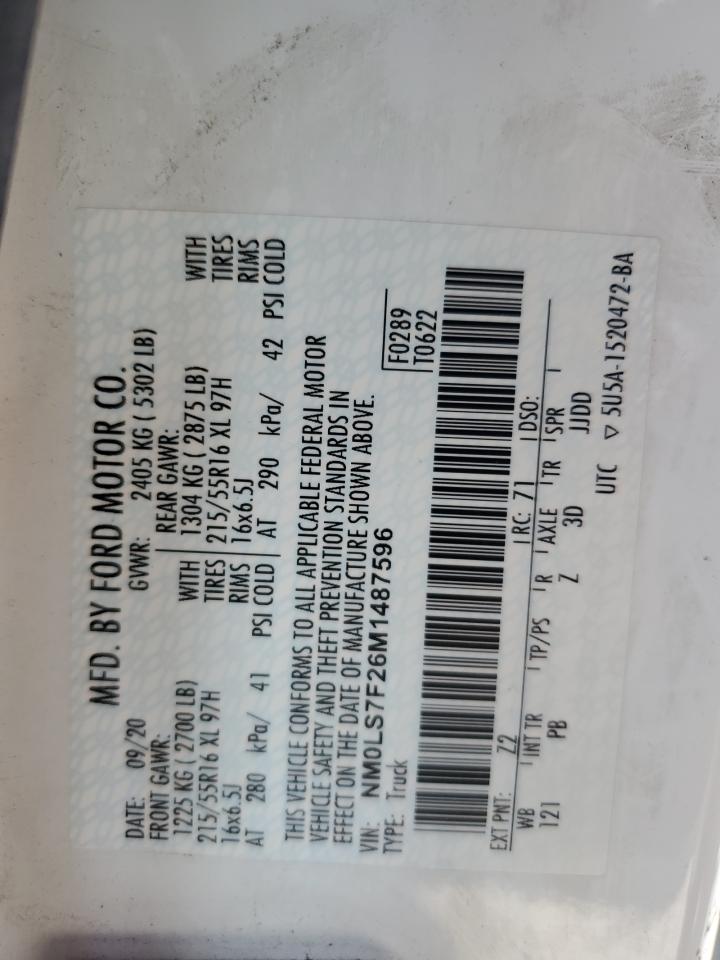 MFD. BY FORD MOTOR CO.
DATE: 09/20 GVWR: 2405 KG ( 5302 LB)
FRONT GAWR: REAR GAWR:
1225 KG ( 2700 LB) WITH 1304 KG ( 2875 LB) WITH
215/55R16 XL 97H TIRES 215/55R16 XL 97H TIRES
16x6.5J RIMS 16x6.5J RIMS
AT 280 kPa/ 41 PSI COLD AT 290 kPa/ 42 PSI COLD
THIS VEHICLE CONFORMS TO ALL APPLICABLE FEDERAL MOTOR
VEHICLE SAFETY AND THEFT PREVENTION STANDARDS IN
EFFECT ON THE DATE OF MANUFACTURE SHOWN ABOVE.
VIN: NM0LS7F26M1487596 F0289
TYPE: Truck T0622
EXT PNT: Z2 RC: 71 DSO:
WB INT TR TP/PS R AXLE TR SPR
121 PB Z 3D JJDD
UTC ▽ 5U5A-1520472-BA